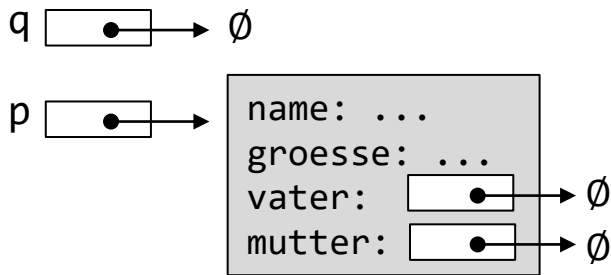 q ∅
p
name: ...
groesse: ...
vater: ∅
mutter: ∅